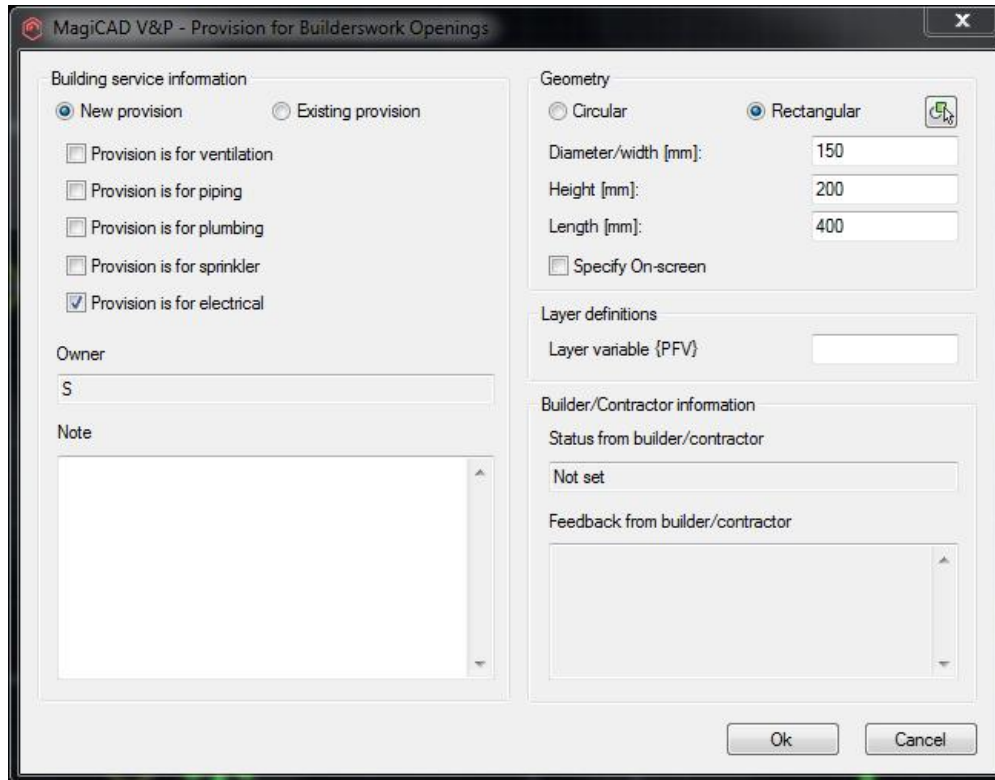 MagiCAD V&P - Provision for Builderswork Openings
X
Building service information
New provision
Existing provision
Provision is for ventilation
Provision is for piping
Provision is for plumbing
Provision is for sprinkler
Provision is for electrical
Owner
S
Note
Geometry
Circular
Rectangular
Diameter/width [mm]:
150
Height [mm]:
200
Length [mm]:
400
Specify On-screen
Layer definitions
Layer variable {PFV}
Builder/Contractor information
Status from builder/contractor
Not set
Feedback from builder/contractor
Ok
Cancel